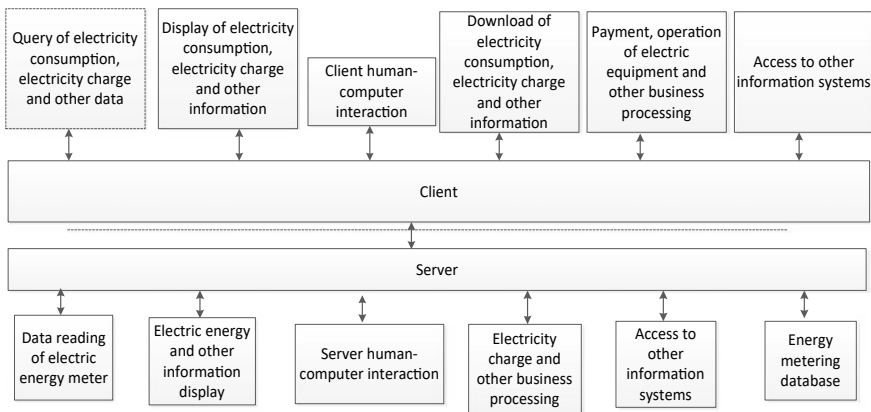 Query of electricity
consumption,
electricity charge
and other data
Display of electricity
consumption,
electricity charge
and other
information
Client human-
computer
interaction
Download of
electricity
consumption,
electricity charge
and other
information
Payment, operation
of electric
equipment and
other business
processing
Access to other
information systems
Client
Server
Data reading
of electric
energy meter
Electric energy
and other
information
display
Server human-
computer interaction
Electricity
charge and
other business
processing
Access to
other
information
systems
Energy
metering
database